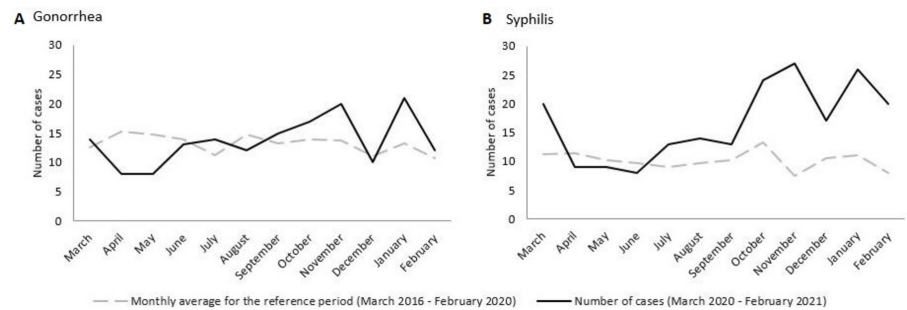 A Gonorrhea
Number of cases
30
25
20
15
10
5
0
March
April
May
June
July
August
September
October
November
December
January
February
B Syphilis
Number of cases
30
25
20
15
10
5
0
March
April
May
June
July
August
September
October
November
December
January
February
Monthly average for the reference period (March 2016 - February 2020)
Number of cases (March 2020 - February 2021)